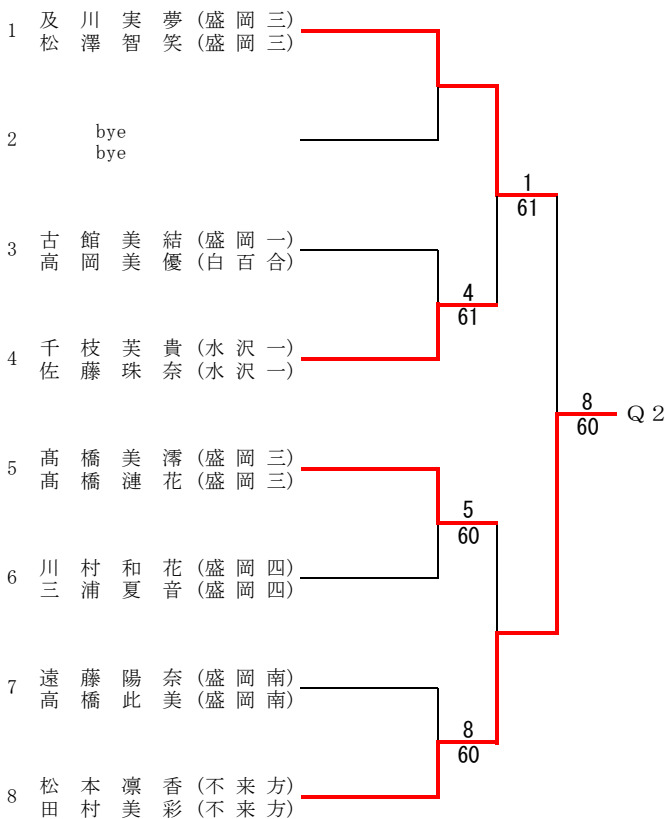 1 及川実夢(盛岡三)
松澤智笑(盛岡三)
2 bye
bye
3 古館美結(盛岡一)
高岡美優(白百合)
4 千枝芙貴(水沢一)
佐藤珠奈(水沢一)
5 髙橋美澪(盛岡三)
髙橋漣花(盛岡三)
6 川村和花(盛岡四)
三浦夏音(盛岡四)
7 遠藤陽奈(盛岡南)
高橋此美(盛岡南)
8 松本凛香(不来方)
田村美彩(不来方)
4
61
5
60
8
60
1
61
8
60
Q2